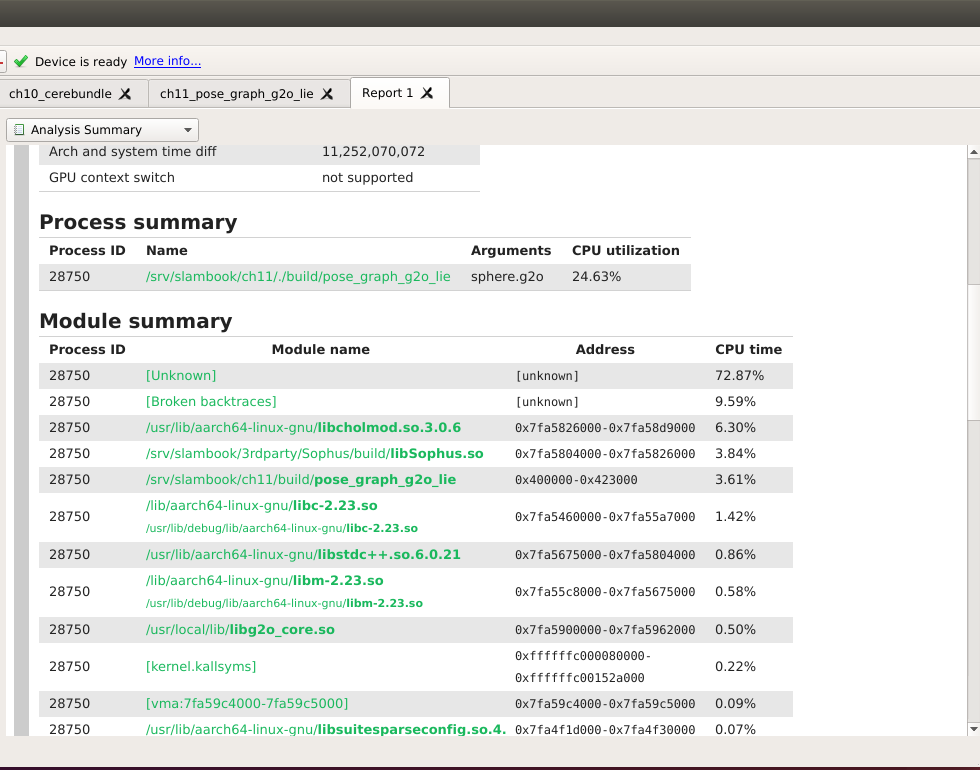 Device is ready More info...
ch10_cerebundle ch11_pose_graph_g2o_lie Report 1
Analysis Summary
Arch and system time diff 11,252,070,072
GPU context switch not supported
Process summary
Process ID Name Arguments CPU utilization
28750 /srv/slambook/ch11/./build/pose_graph_g2o_lie sphere.g2o 24.63%
Module summary
Process ID Module name Address CPU time
28750 [Unknown] [unknown] 72.87%
28750 [Broken backtraces] [unknown] 9.59%
28750 /usr/lib/aarch64-linux-gnu/libcholmod.so.3.0.6 0x7fa5826000-0x7fa58d9000 6.30%
28750 /srv/slambook/3rdparty/Sophus/build/libSophus.so 0x7fa5804000-0x7fa5826000 3.84%
28750 /srv/slambook/ch11/build/pose_graph_g2o_lie 0x400000-0x423000 3.61%
28750 /lib/aarch64-linux-gnu/libc-2.23.so 0x7fa5460000-0x7fa55a7000 1.42%
/usr/lib/debug/lib/aarch64-linux-gnu/libc-2.23.so
28750 /usr/lib/aarch64-linux-gnu/libstdc++.so.6.0.21 0x7fa5675000-0x7fa5804000 0.86%
28750 /lib/aarch64-linux-gnu/libm-2.23.so 0x7fa55c8000-0x7fa5675000 0.58%
/usr/lib/debug/lib/aarch64-linux-gnu/libm-2.23.so
28750 /usr/local/lib/libg2o_core.so 0x7fa5900000-0x7fa5962000 0.50%
28750 [kernel.kallsyms] 0xffffffc000080000- 0.22%
0xffffffc00152a000
28750 [vma:7fa59c4000-7fa59c5000] 0x7fa59c4000-0x7fa59c5000 0.09%
28750 /usr/lib/aarch64-linux-gnu/libsuitesparseconfig.so.4. 0x7fa4f1d000-0x7fa4f30000 0.07%